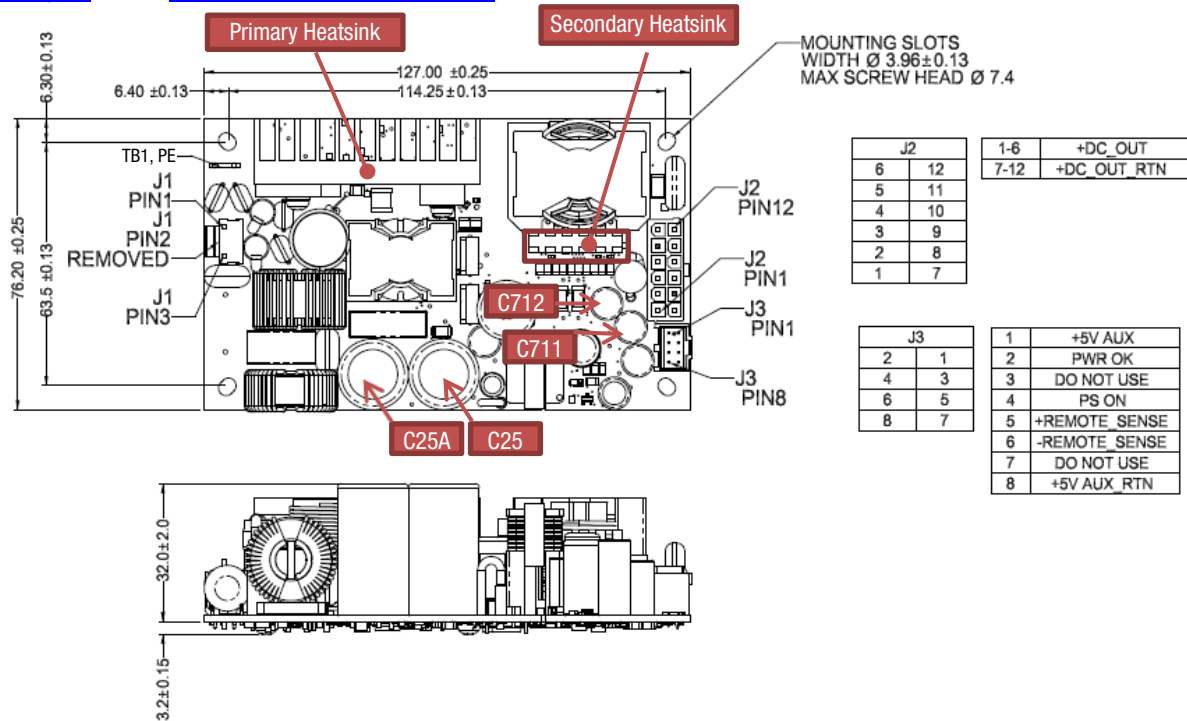 Primary Heatsink
Secondary Heatsink
MOUNTING SLOTS
WIDTH Ø 3.96±0.13
MAX SCREW HEAD Ø 7.4
6.30±0.13
127.00 ±0.25
6.40 ±0.13
114.25±0.13
TB1, PE
J1
PIN1
J1
PIN2
REMOVED
J1
PIN3
76.20 ±0.25
63.5 ±0.13
J2
PIN12
J2
PIN1
J3
PIN1
J3
PIN8
C712
C711
C25A
C25
J2
6 12
5 11
4 10
3 9
2 8
1 7
1-6 +DC_OUT
7-12 +DC_OUT_RTN
J3
2 1
4 3
6 5
8 7
1 +5V AUX
2 PWR OK
3 DO NOT USE
4 PS ON
5 +REMOTE_SENSE
6 -REMOTE_SENSE
7 DO NOT USE
8 +5V AUX_RTN
32.0±2.0
3.2±0.15